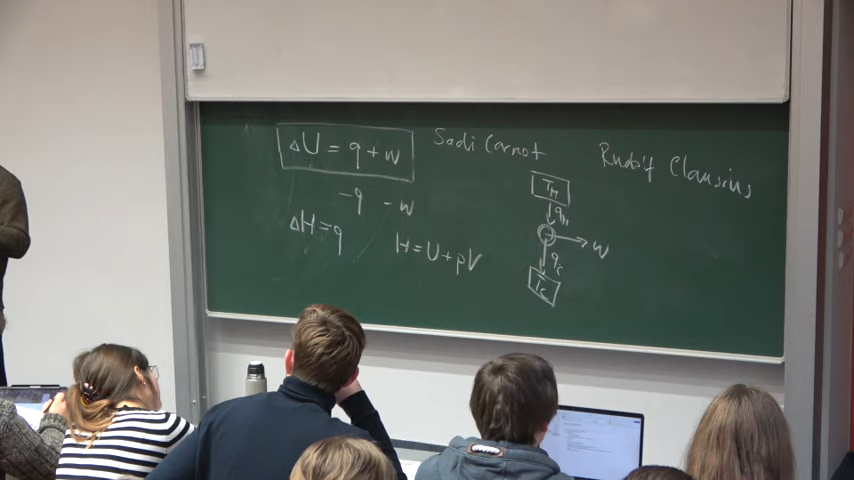 ΔU = q + w
Sadi Carnot
Rudolf Clausius
-q - w
ΔH = q
H = U + pV
T_H
q_H
w
q_c
T_c